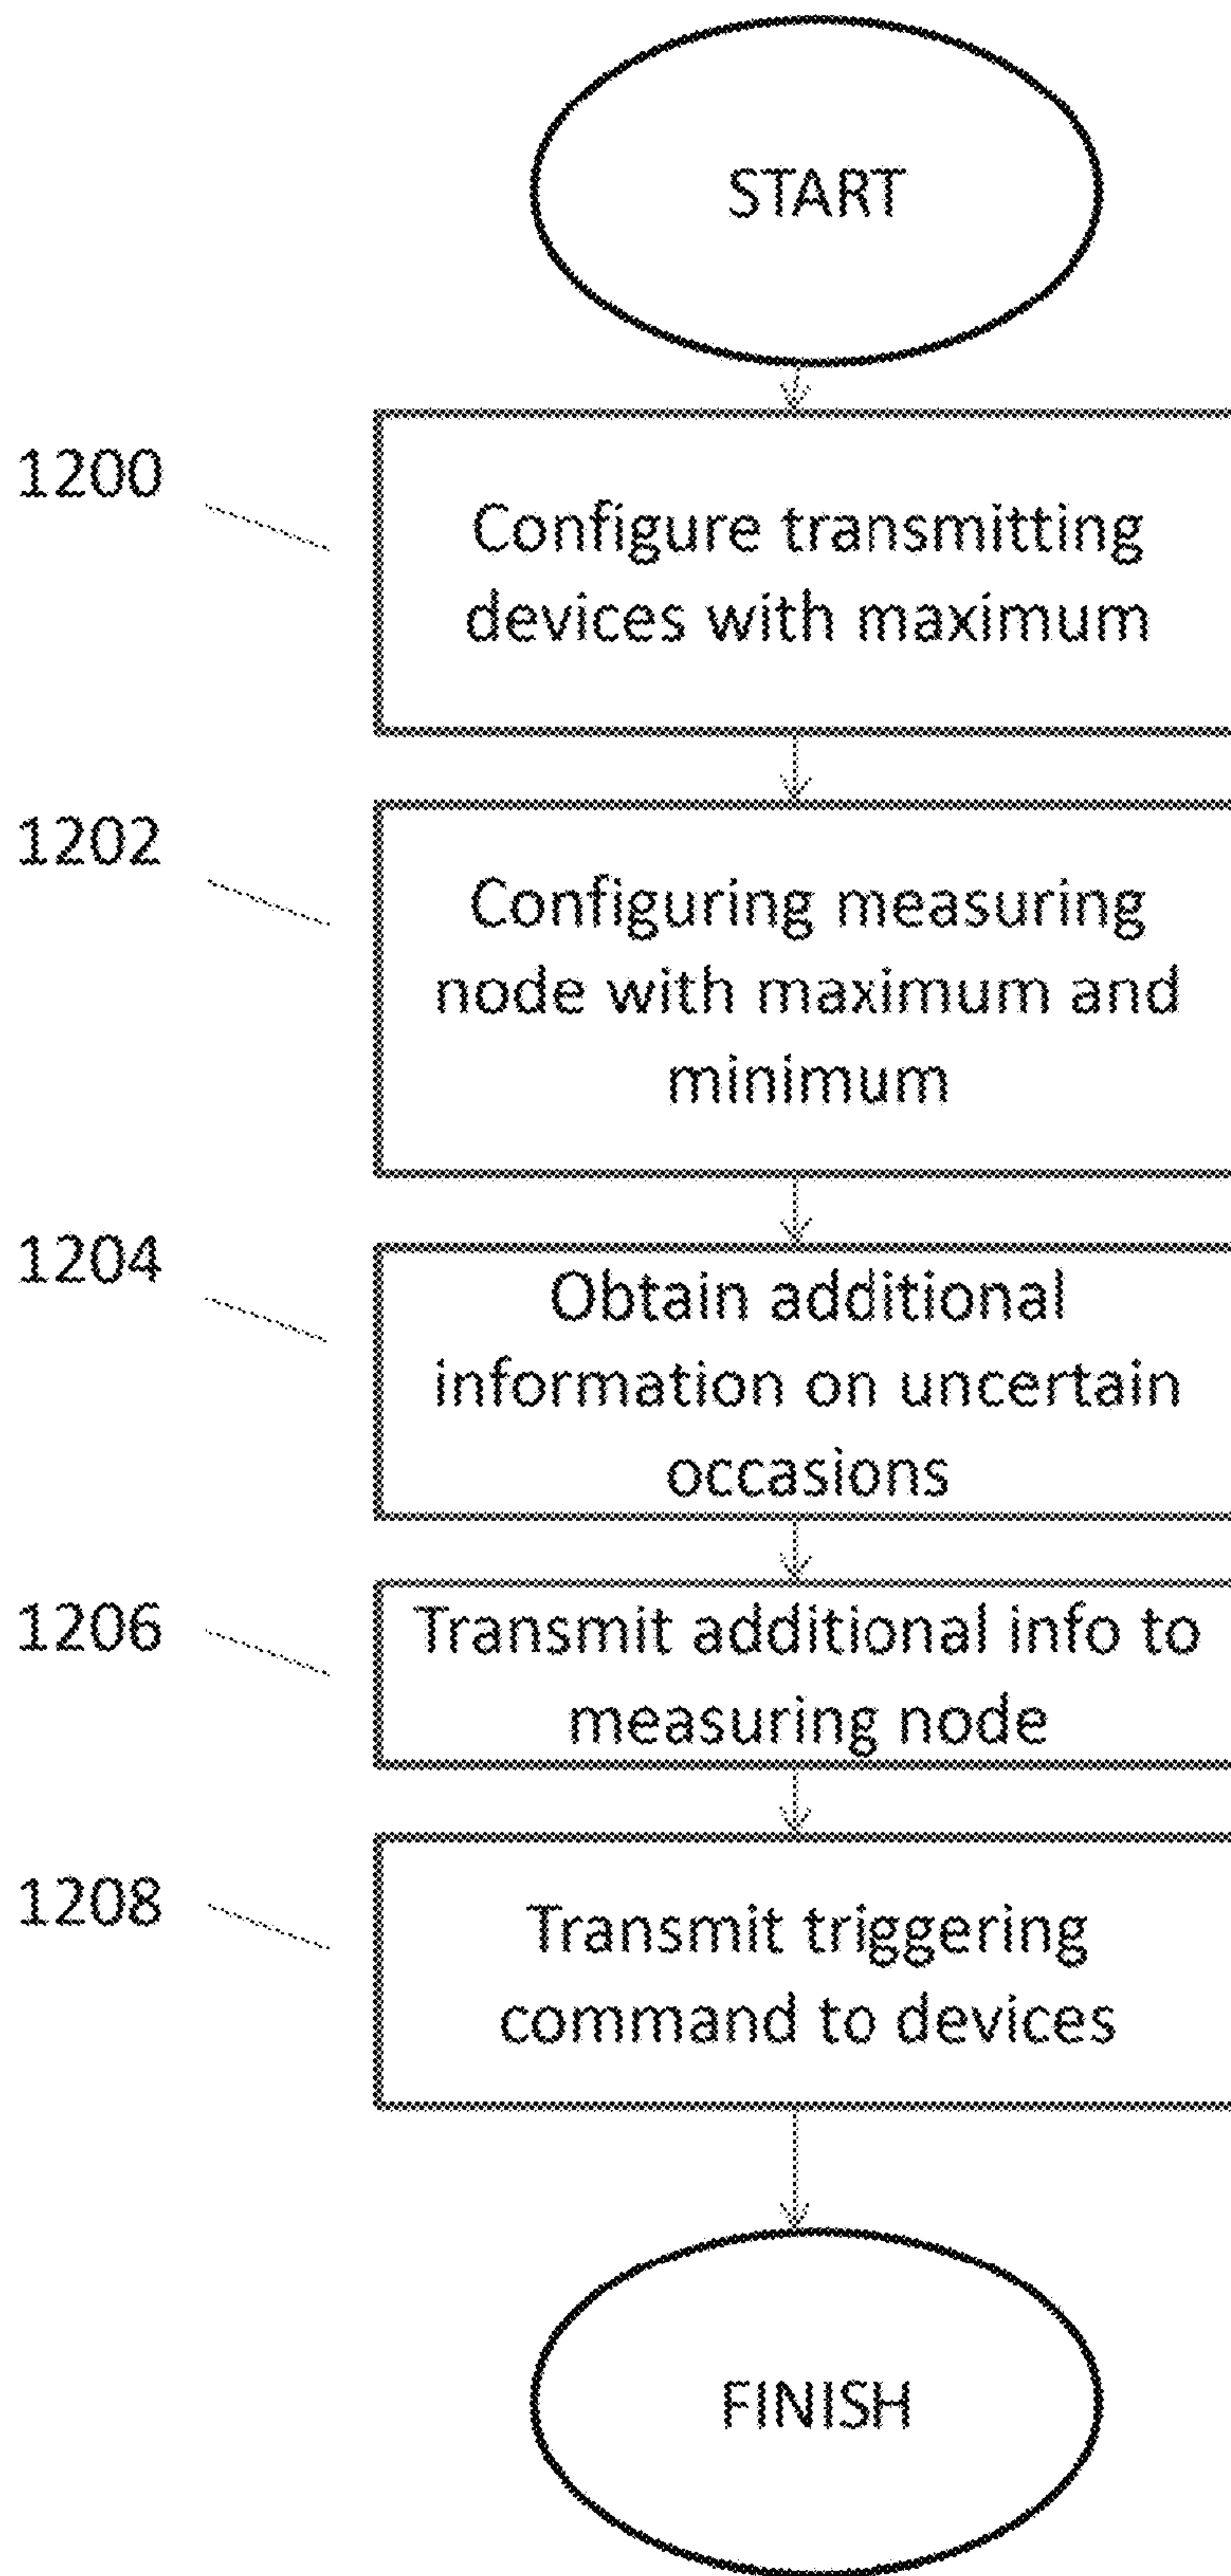 START
1200
Configure transmitting
devices with maximum
1202
Configuring measuring
node with maximum and
minimum
1204
Obtain additional
information on uncertain
occasions
1206
Transmit additional info to
measuring node
1208
Transmit triggering
command to devices
FINISH